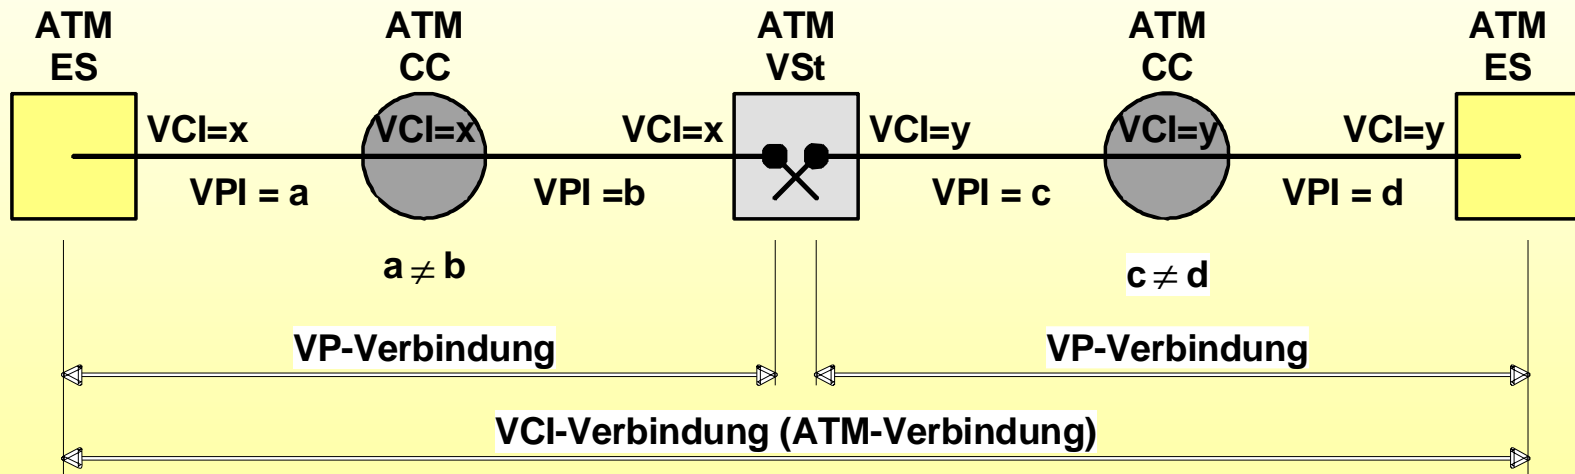 ATM
ES
ATM
CC
ATM
VSt
ATM
CC
ATM
ES
VCI=x
VCI=x
VCI=x
VCI=y
VCI=y
VCI=y
VPI = a
VPI =b
VPI = c
VPI = d
a ≠ b
c ≠ d
VP-Verbindung
VP-Verbindung
VCI-Verbindung (ATM-Verbindung)